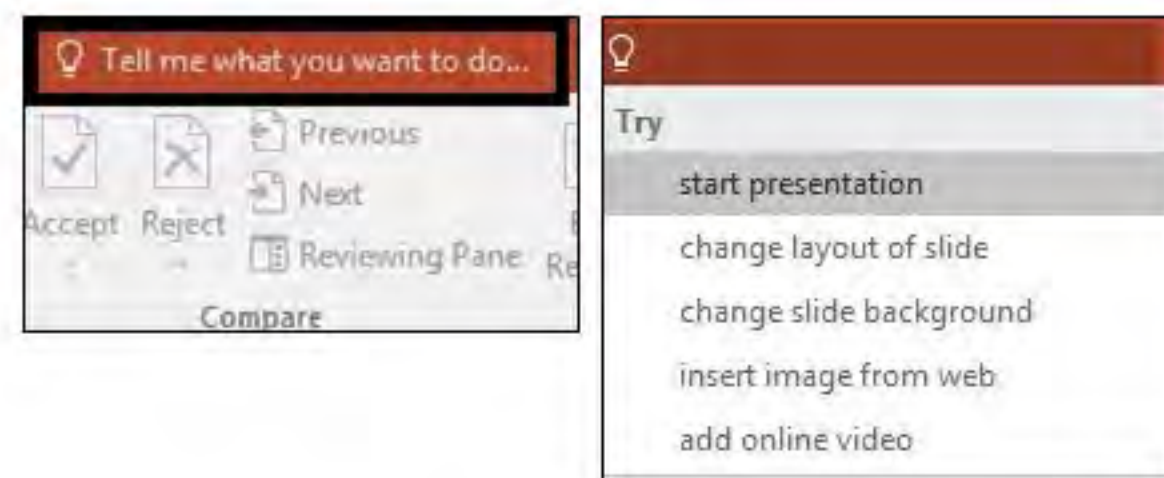 Tell me what you want to do...
Previous
Next
Accept Reject
Reviewing Pane
Compare
Try
start presentation
change layout of slide
change slide background
insert image from web
add online video